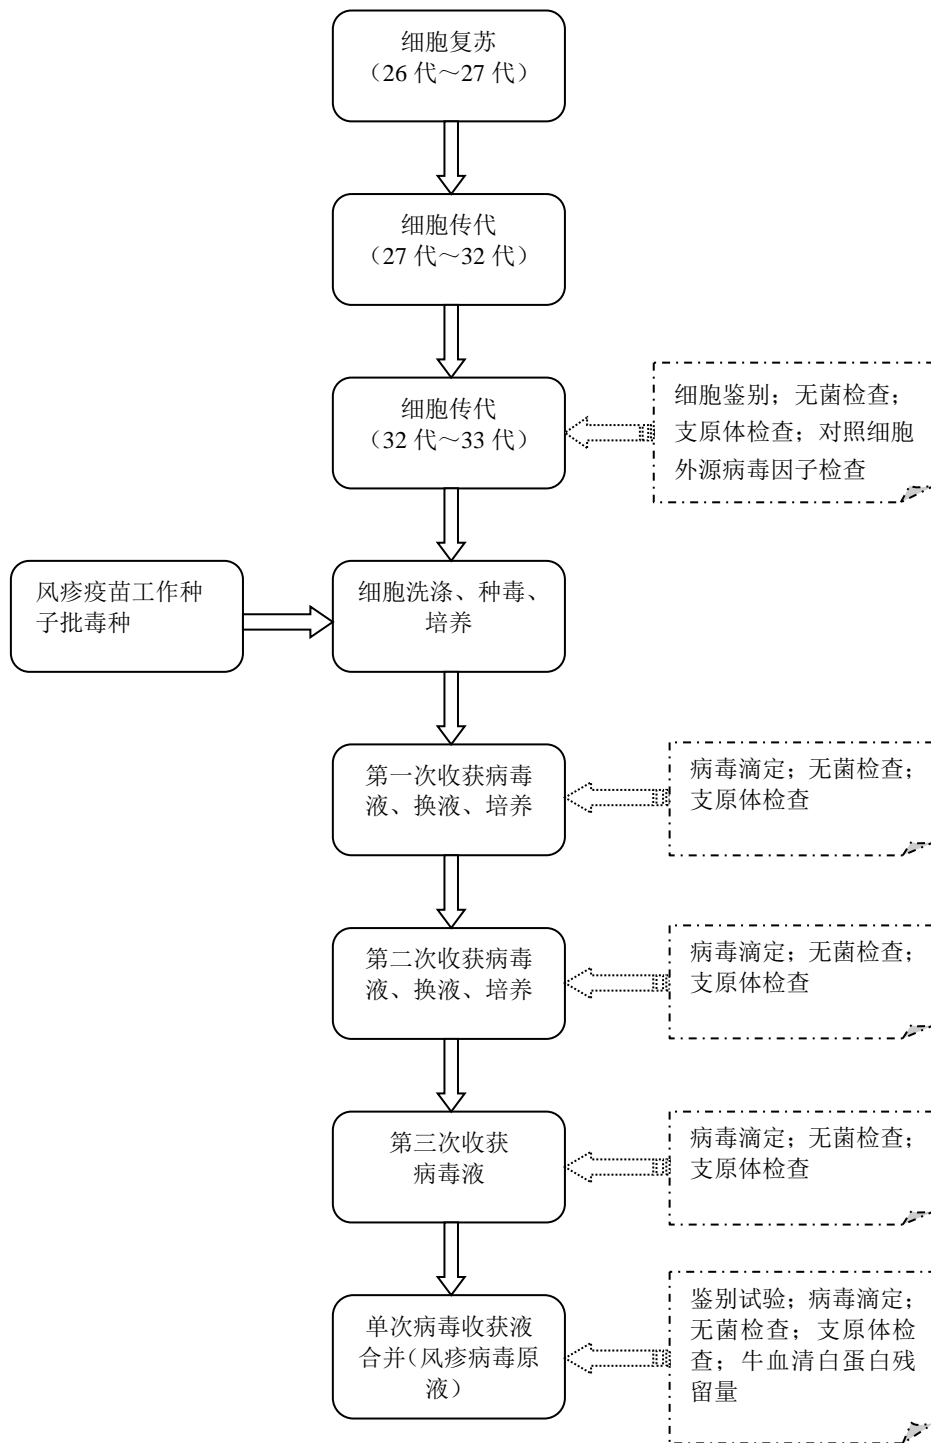 细胞复苏
（26 代～27 代）
细胞传代
（27 代～32 代）
细胞传代
（32 代～33 代）
细胞鉴别；无菌检查；
支原体检查；对照细胞
外源病毒因子检查
风疹疫苗工作种
子批毒种
细胞洗涤、种毒、
培养
第一次收获病毒
液、换液、培养
病毒滴定；无菌检查；
支原体检查
第二次收获病毒
液、换液、培养
病毒滴定；无菌检查；
支原体检查
第三次收获
病毒液
病毒滴定；无菌检查；
支原体检查
单次病毒收获液
合并（风疹病毒原
液）
鉴别试验；病毒滴定；
无菌检查；支原体检
查；牛血清白蛋白残
留量